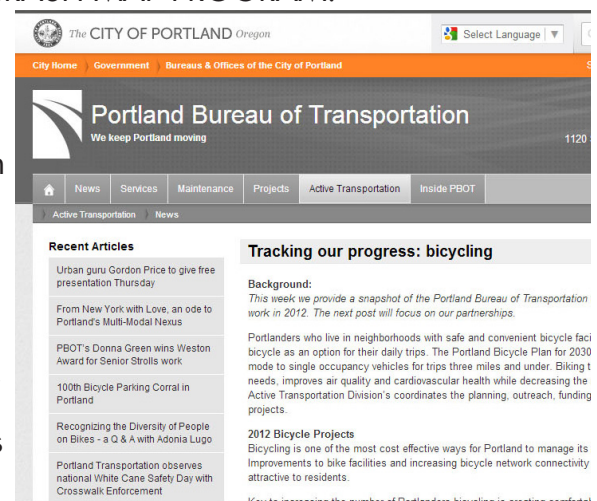 The CITY OF PORTLAND Oregon
Select Language
City Home Government Bureaus & Offices of the City of Portland
Portland Bureau of Transportation
We keep Portland moving
1120
News Services Maintenance Projects Active Transportation Inside PBOT
Active Transportation News
Recent Articles
Urban guru Gordon Price to give free
presentation Thursday
From New York with Love, an ode to
Portland's Multi-Modal Nexus
PBOT's Donna Green wins Weston
Award for Senior Strolls work
100th Bicycle Parking Corral in
Portland
Recognizing the Diversity of People
on Bikes - a Q & A with Adonia Lugo
Portland Transportation observes
national White Cane Safety Day with
Crosswalk Enforcement
Tracking our progress: bicycling
Background:
This week we provide a snapshot of the Portland Bureau of Transportation
work in 2012. The next post will focus on our partnerships.
Portlanders who live in neighborhoods with safe and convenient bicycle faci
bicycle as an option for their daily trips. The Portland Bicycle Plan for 2030
mode to single occupancy vehicles for trips three miles and under. Biking t
needs, improves air quality and cardiovascular health while decreasing the
Active Transportation Division's coordinates the planning, outreach, funding
projects.
2012 Bicycle Projects
Bicycling is one of the most cost effective ways for Portland to manage its
Improvements to bike facilities and increasing bicycle network connectivity
attractive to residents.